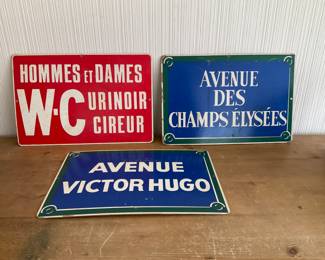 HOMMES ET DAMES
W·C URINOIR·
CIREUR
AVENUE
DES
CHAMPS ÉLYSÉES
AVENUE
VICTOR HUGO